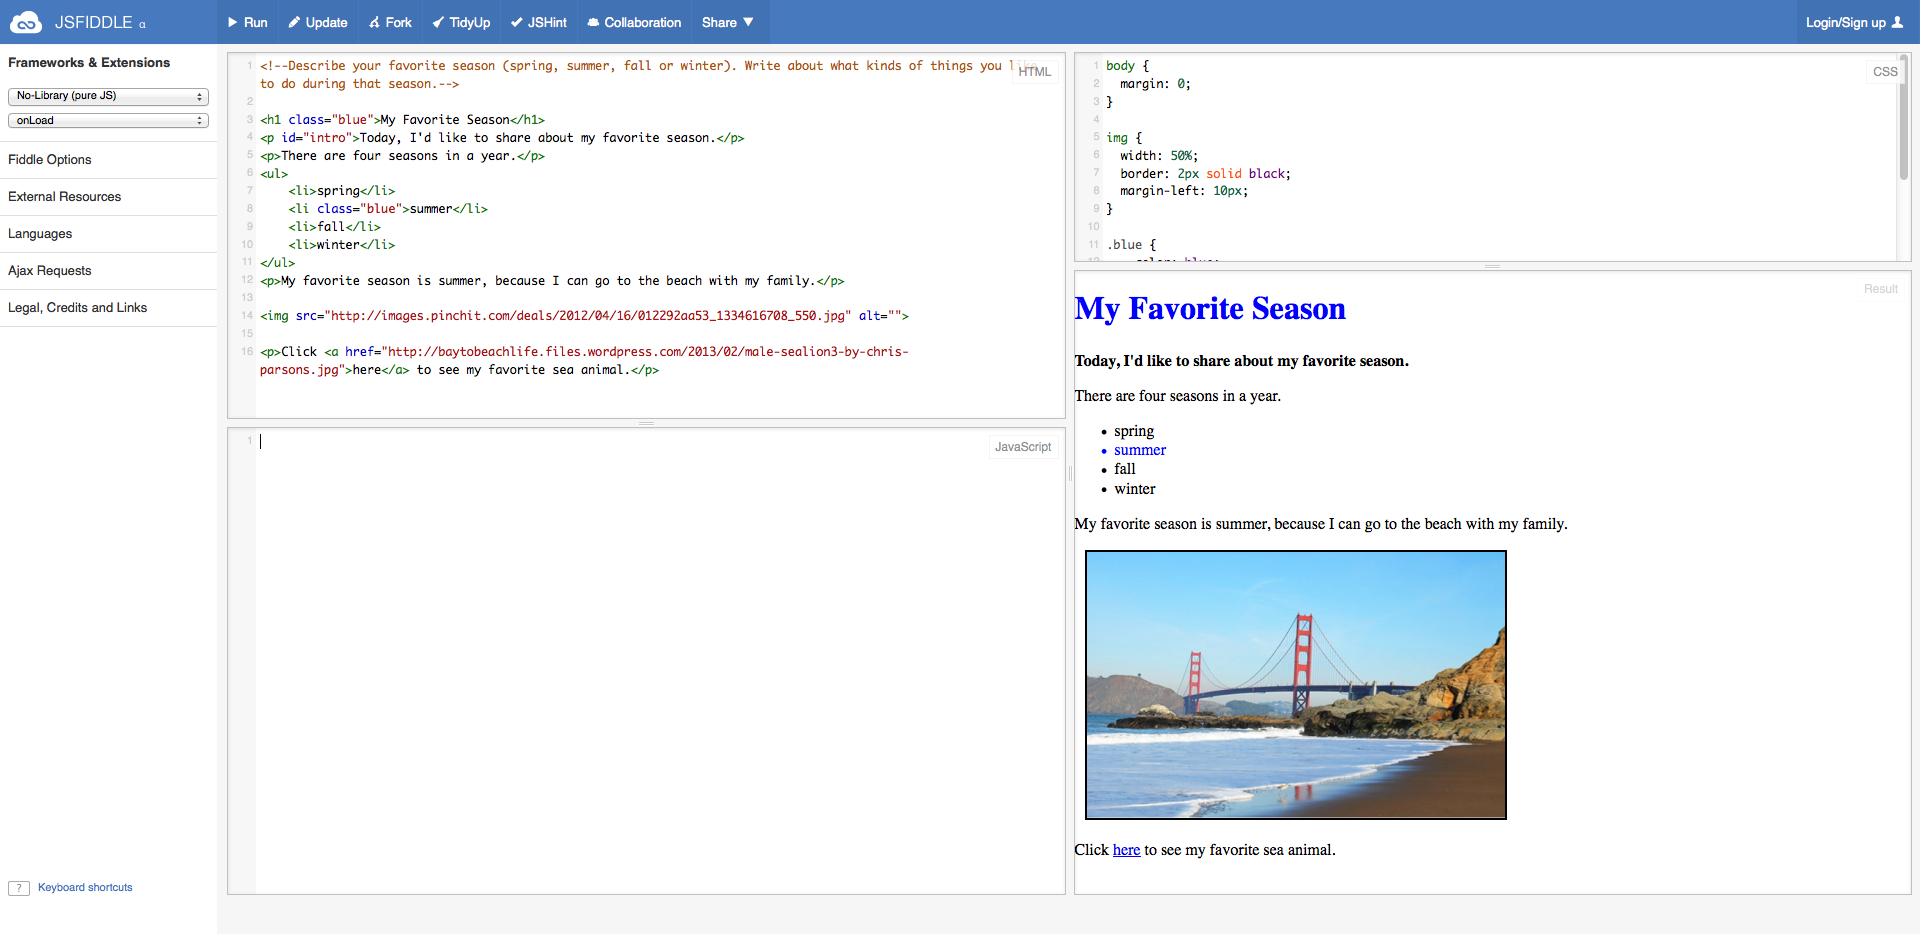 JSFIDDLE α
Run
Update
Fork
TidyUp
JSHint
Collaboration
Share ▼
Login/Sign up
Frameworks & Extensions
No-Library (pure JS)
onLoad
Fiddle Options
External Resources
Languages
Ajax Requests
Legal, Credits and Links
? Keyboard shortcuts
HTML
1 <!--Describe your favorite season (spring, summer, fall or winter). Write about what kinds of things you like
to do during that season.-->
2
3 <h1 class="blue">My Favorite Season</h1>
4 <p id="intro">Today, I'd like to share about my favorite season.</p>
5 <p>There are four seasons in a year.</p>
6 <ul>
7     <li>spring</li>
8     <li class="blue">summer</li>
9     <li>fall</li>
10     <li>winter</li>
11 </ul>
12 <p>My favorite season is summer, because I can go to the beach with my family.</p>
13
14 <img src="http://images.pinchit.com/deals/2012/04/16/012292aa53_1334616708_550.jpg" alt="">
15
16 <p>Click <a href="http://baytobeachlife.files.wordpress.com/2013/02/male-sealion3-by-chris-
parsons.jpg">here</a> to see my favorite sea animal.</p>
JavaScript
1
CSS
1 body {
2   margin: 0;
3 }
4
5 img {
6   width: 50%;
7   border: 2px solid black;
8   margin-left: 10px;
9 }
10
11 .blue {
12     color: blue;
Result
My Favorite Season
Today, I'd like to share about my favorite season.
There are four seasons in a year.
• spring
• summer
• fall
• winter
My favorite season is summer, because I can go to the beach with my family.
Click here to see my favorite sea animal.